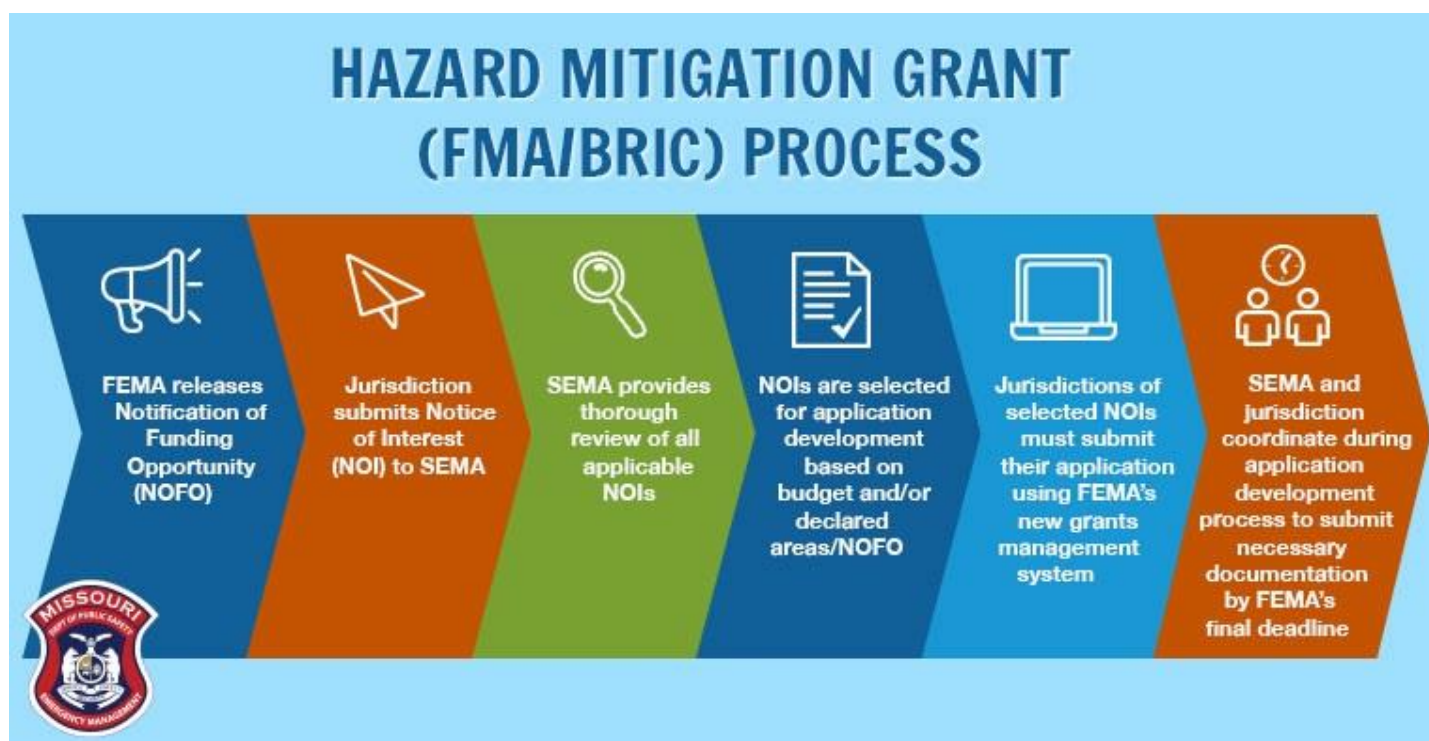 HAZARD MITIGATION GRANT
(FMA/BRIC) PROCESS
FEMA releases
Notification of
Funding
Opportunity
(NOFO)
Jurisdiction
submits Notice
of Interest
(NOI) to SEMA
SEMA provides
thorough
review of all
applicable
NOIs
NOIs are selected
for application
development
based on
budget and/or
declared
areas/NOFO
Jurisdictions of
selected NOIs
must submit
their application
using FEMA's
new grants
management
system
SEMA and
jurisdiction
coordinate during
application
development
process to submit
necessary
documentation
by FEMA's
final deadline
MISSOURI
DEPT OF PUBLIC SAFETY
EMERGENCY MANAGEMENT